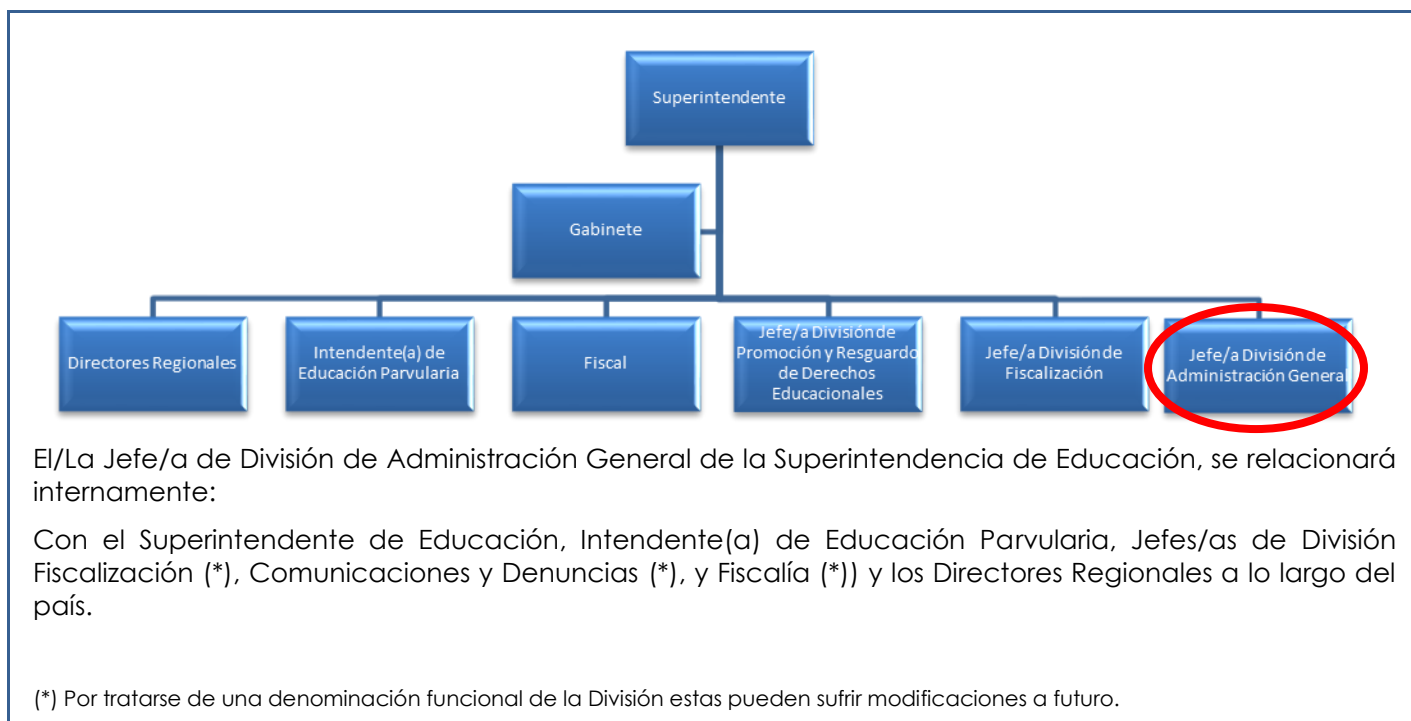 Superintendente
Gabinete
Directores Regionales
Intendente(a) de
Educación Parvularia
Fiscal
Jefe/a División de
Promoción y Resguardo
de Derechos
Educacionales
Jefe/a División de
Fiscalización
Jefe/a División de
Administración General
El/La Jefe/a de División de Administración General de la Superintendencia de Educación, se relacionará
internamente:
Con el Superintendente de Educación, Intendente(a) de Educación Parvularia, Jefes/as de División
Fiscalización (*), Comunicaciones y Denuncias (*), y Fiscalía (*)) y los Directores Regionales a lo largo del
país.
(*) Por tratarse de una denominación funcional de la División estas pueden sufrir modificaciones a futuro.